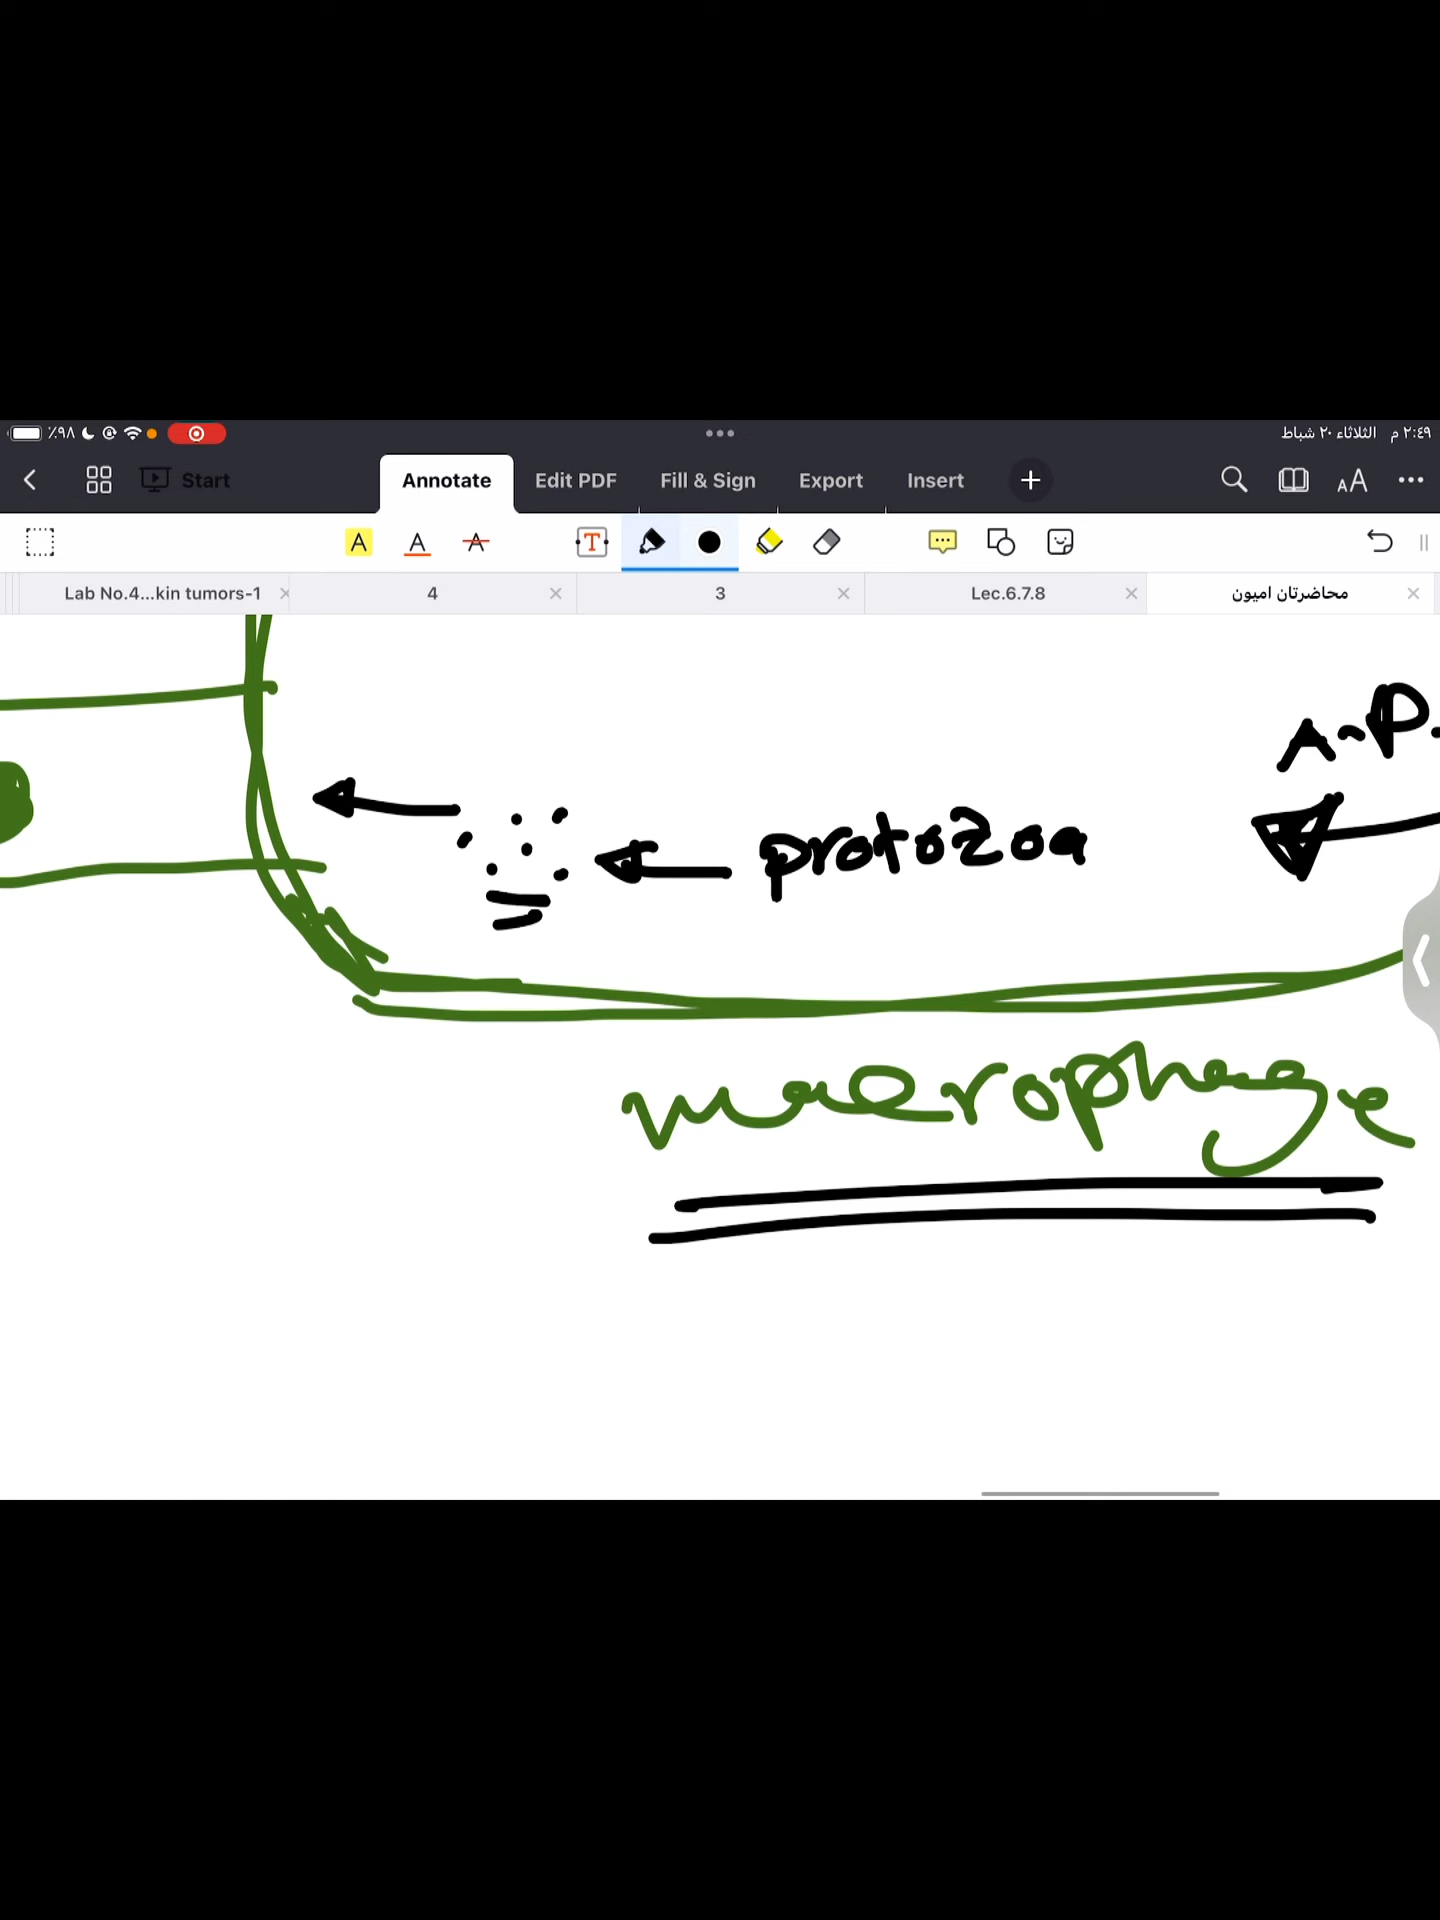 ٪٩٨
٢:٤٩ م الثلاثاء ٢٠ شباط
Start Annotate Edit PDF Fill & Sign Export Insert
Lab No.4...kin tumors-1 4 3 Lec.6.7.8 محاضرتان اميون
A.P.
protozoa
macrophage